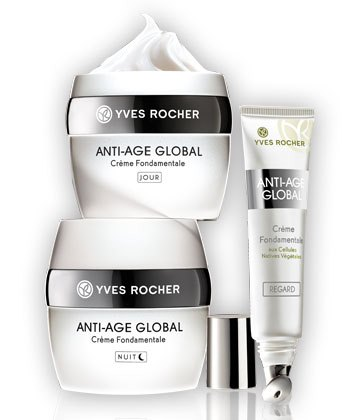 YVES ROCHER
ANTI-AGE GLOBAL
Crème Fondamentale
JOUR
YVES ROCHER
ANTI-AGE GLOBAL
Crème Fondamentale
NUIT
YVES ROCHER
ANTI-AGE
GLOBAL
Crème
Fondamentale
aux Cellules
Natives Végétales
REGARD